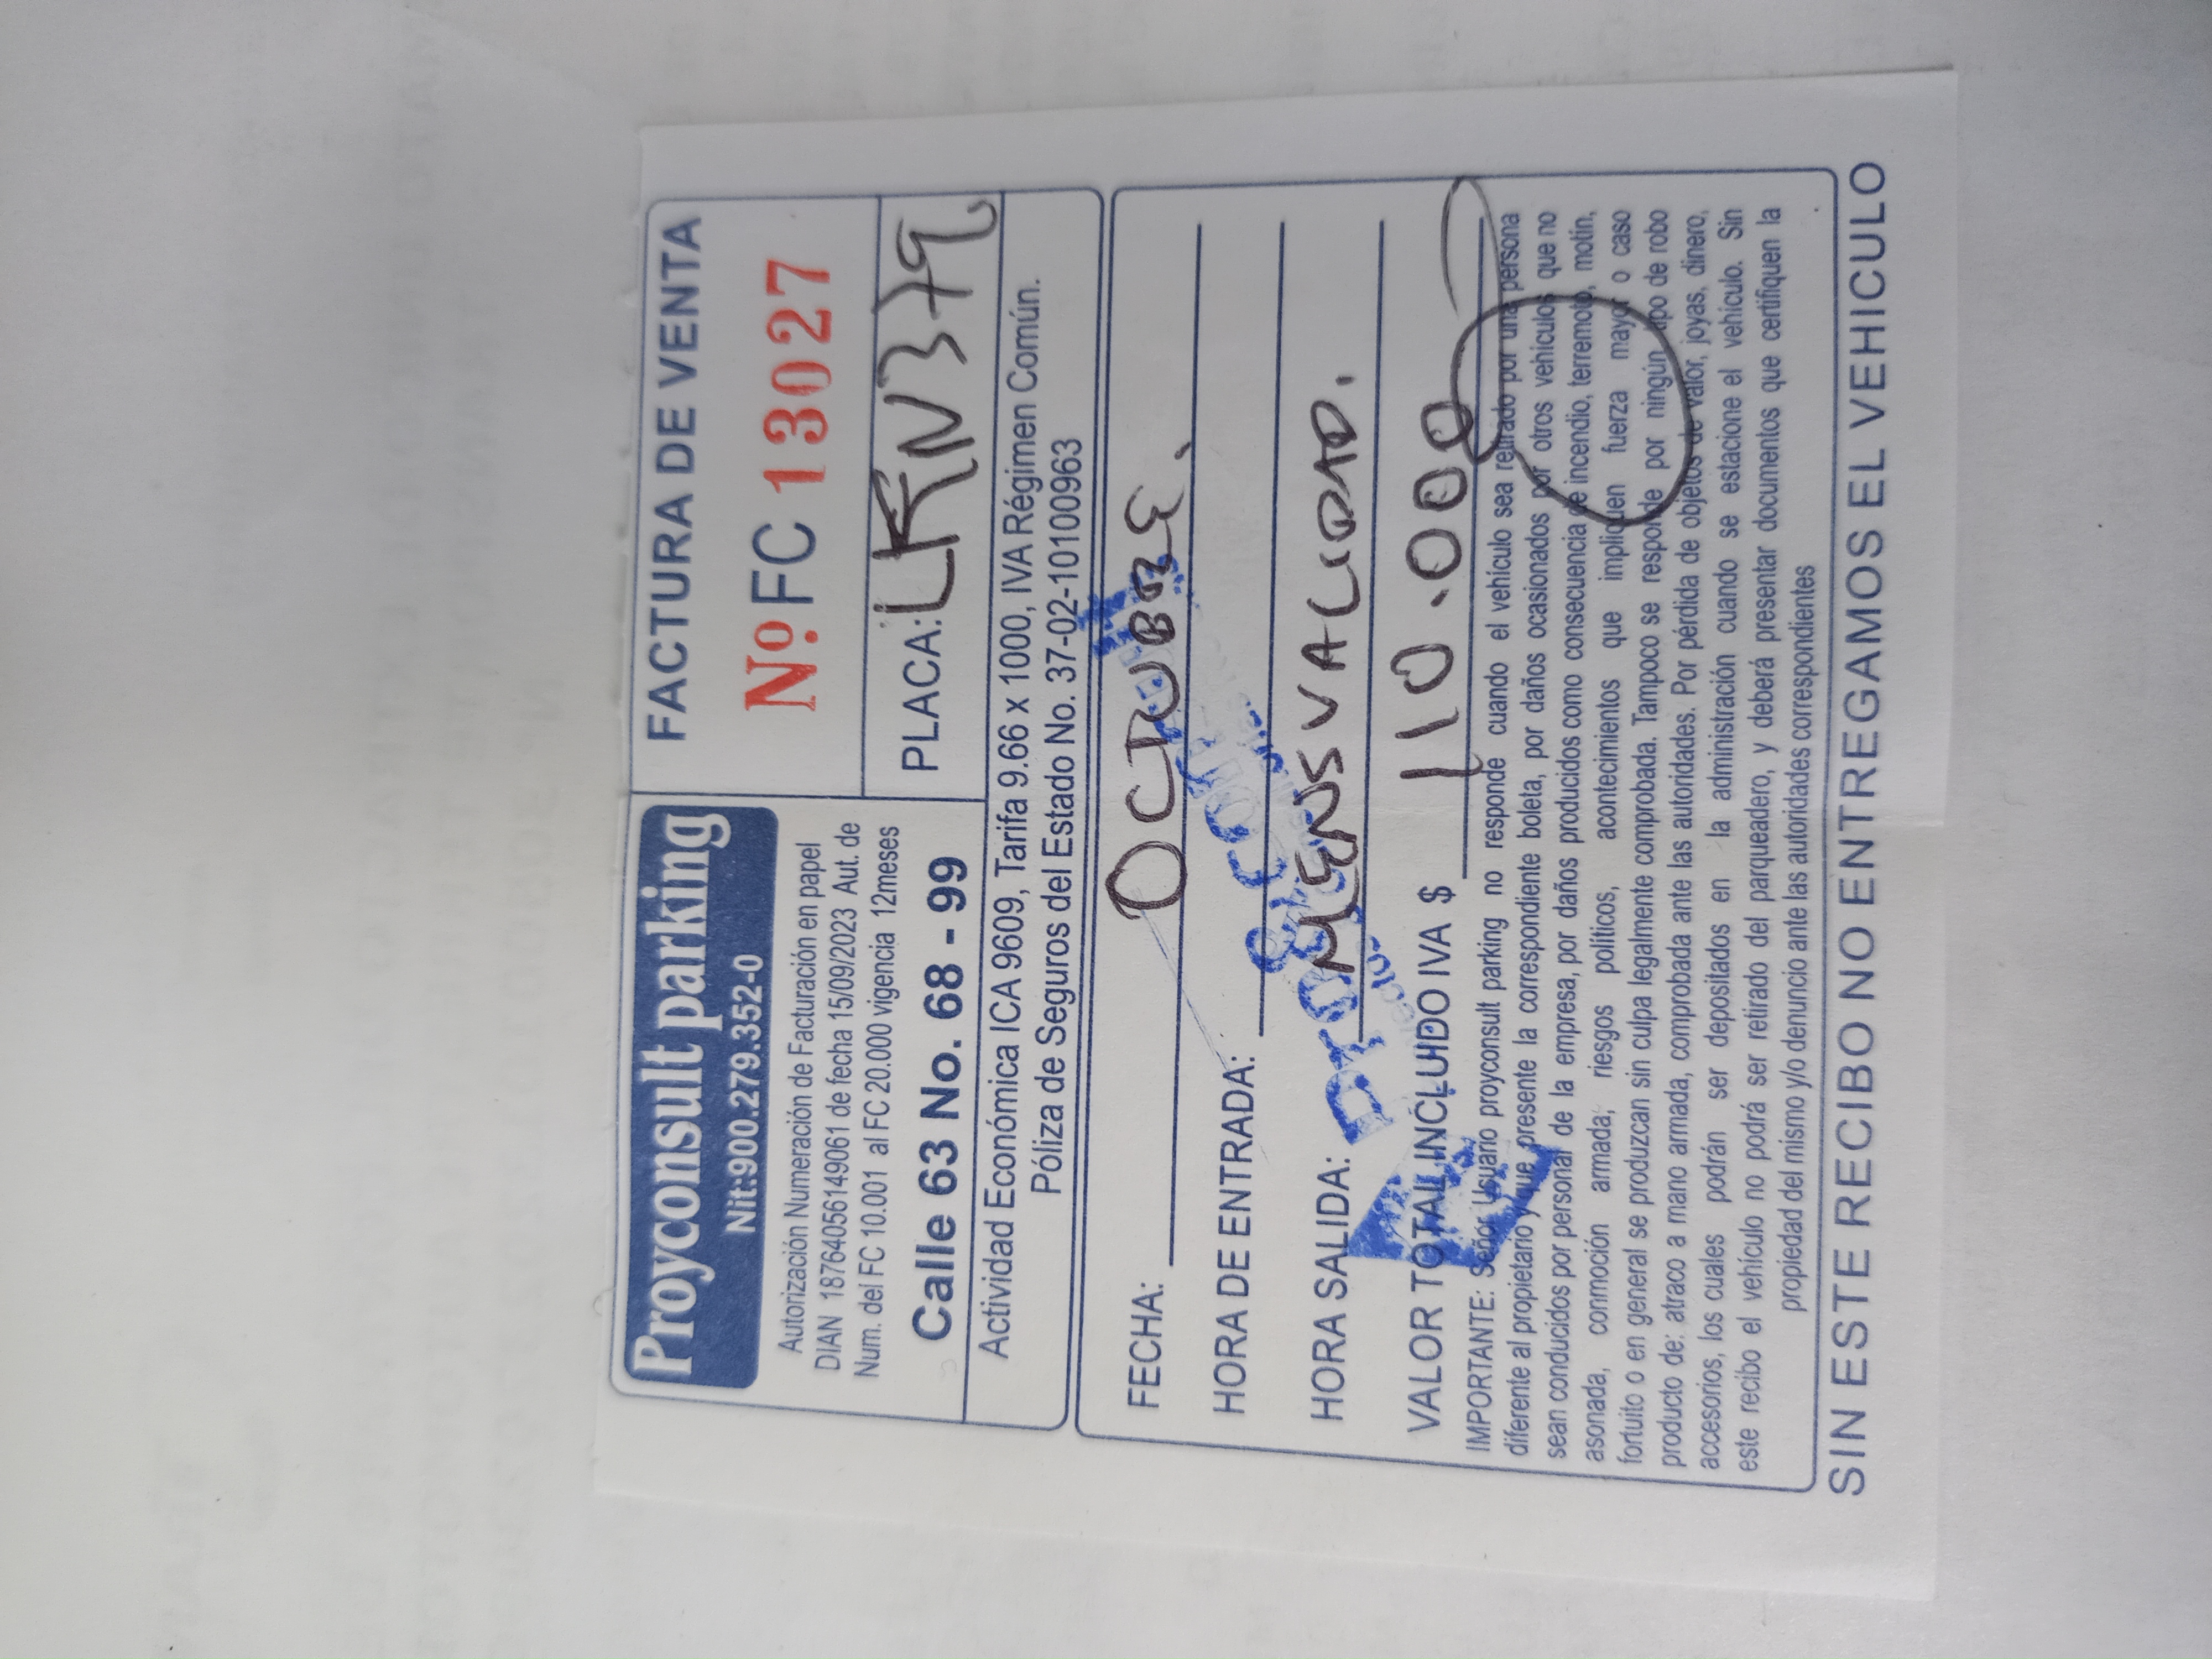 Proyconsult parking
Nit:900.279.352-0
Autorización Numeración de Facturación en papel
DIAN 18764056149061 de fecha 15/09/2023 Aut. de
Num. del FC 10.001 al FC 20.000 vigencia 12meses
Calle 63 No. 68 - 99
FACTURA DE VENTA
Nº FC 13027
PLACA: LKN379
Actividad Económica ICA 9609, Tarifa 9.66 x 1000, IVA Régimen Común.
Póliza de Seguros del Estado No. 37-02-101000963
FECHA: OCTUBRE.
HORA DE ENTRADA:
HORA SALIDA: MENSUALIDAD.
VALOR TOTAL INCLUIDO IVA $ 110.000
IMPORTANTE: Señor Usuario proyconsult parking no responde cuando el vehículo sea retirado por una persona
diferente al propietario y que presente la correspondiente boleta, por daños ocasionados por otros vehículos que no
sean conducidos por personal de la empresa, por daños producidos como consecuencia de incendio, terremoto, motín,
asonada, conmoción armada, riesgos políticos, acontecimientos que impliquen fuerza mayor o caso
fortuito o en general se produzcan sin culpa legalmente comprobada. Tampoco se responde por ningún tipo de robo
producto de: atraco a mano armada, comprobada ante las autoridades. Por pérdida de objetos de valor, joyas, dinero,
accesorios, los cuales podrán ser depositados en la administración cuando se estacione el vehículo. Sin
este recibo el vehículo no podrá ser retirado del parqueadero, y deberá presentar documentos que certifiquen la
propiedad del mismo y/o denuncio ante las autoridades correspondientes
SIN ESTE RECIBO NO ENTREGAMOS EL VEHICULO